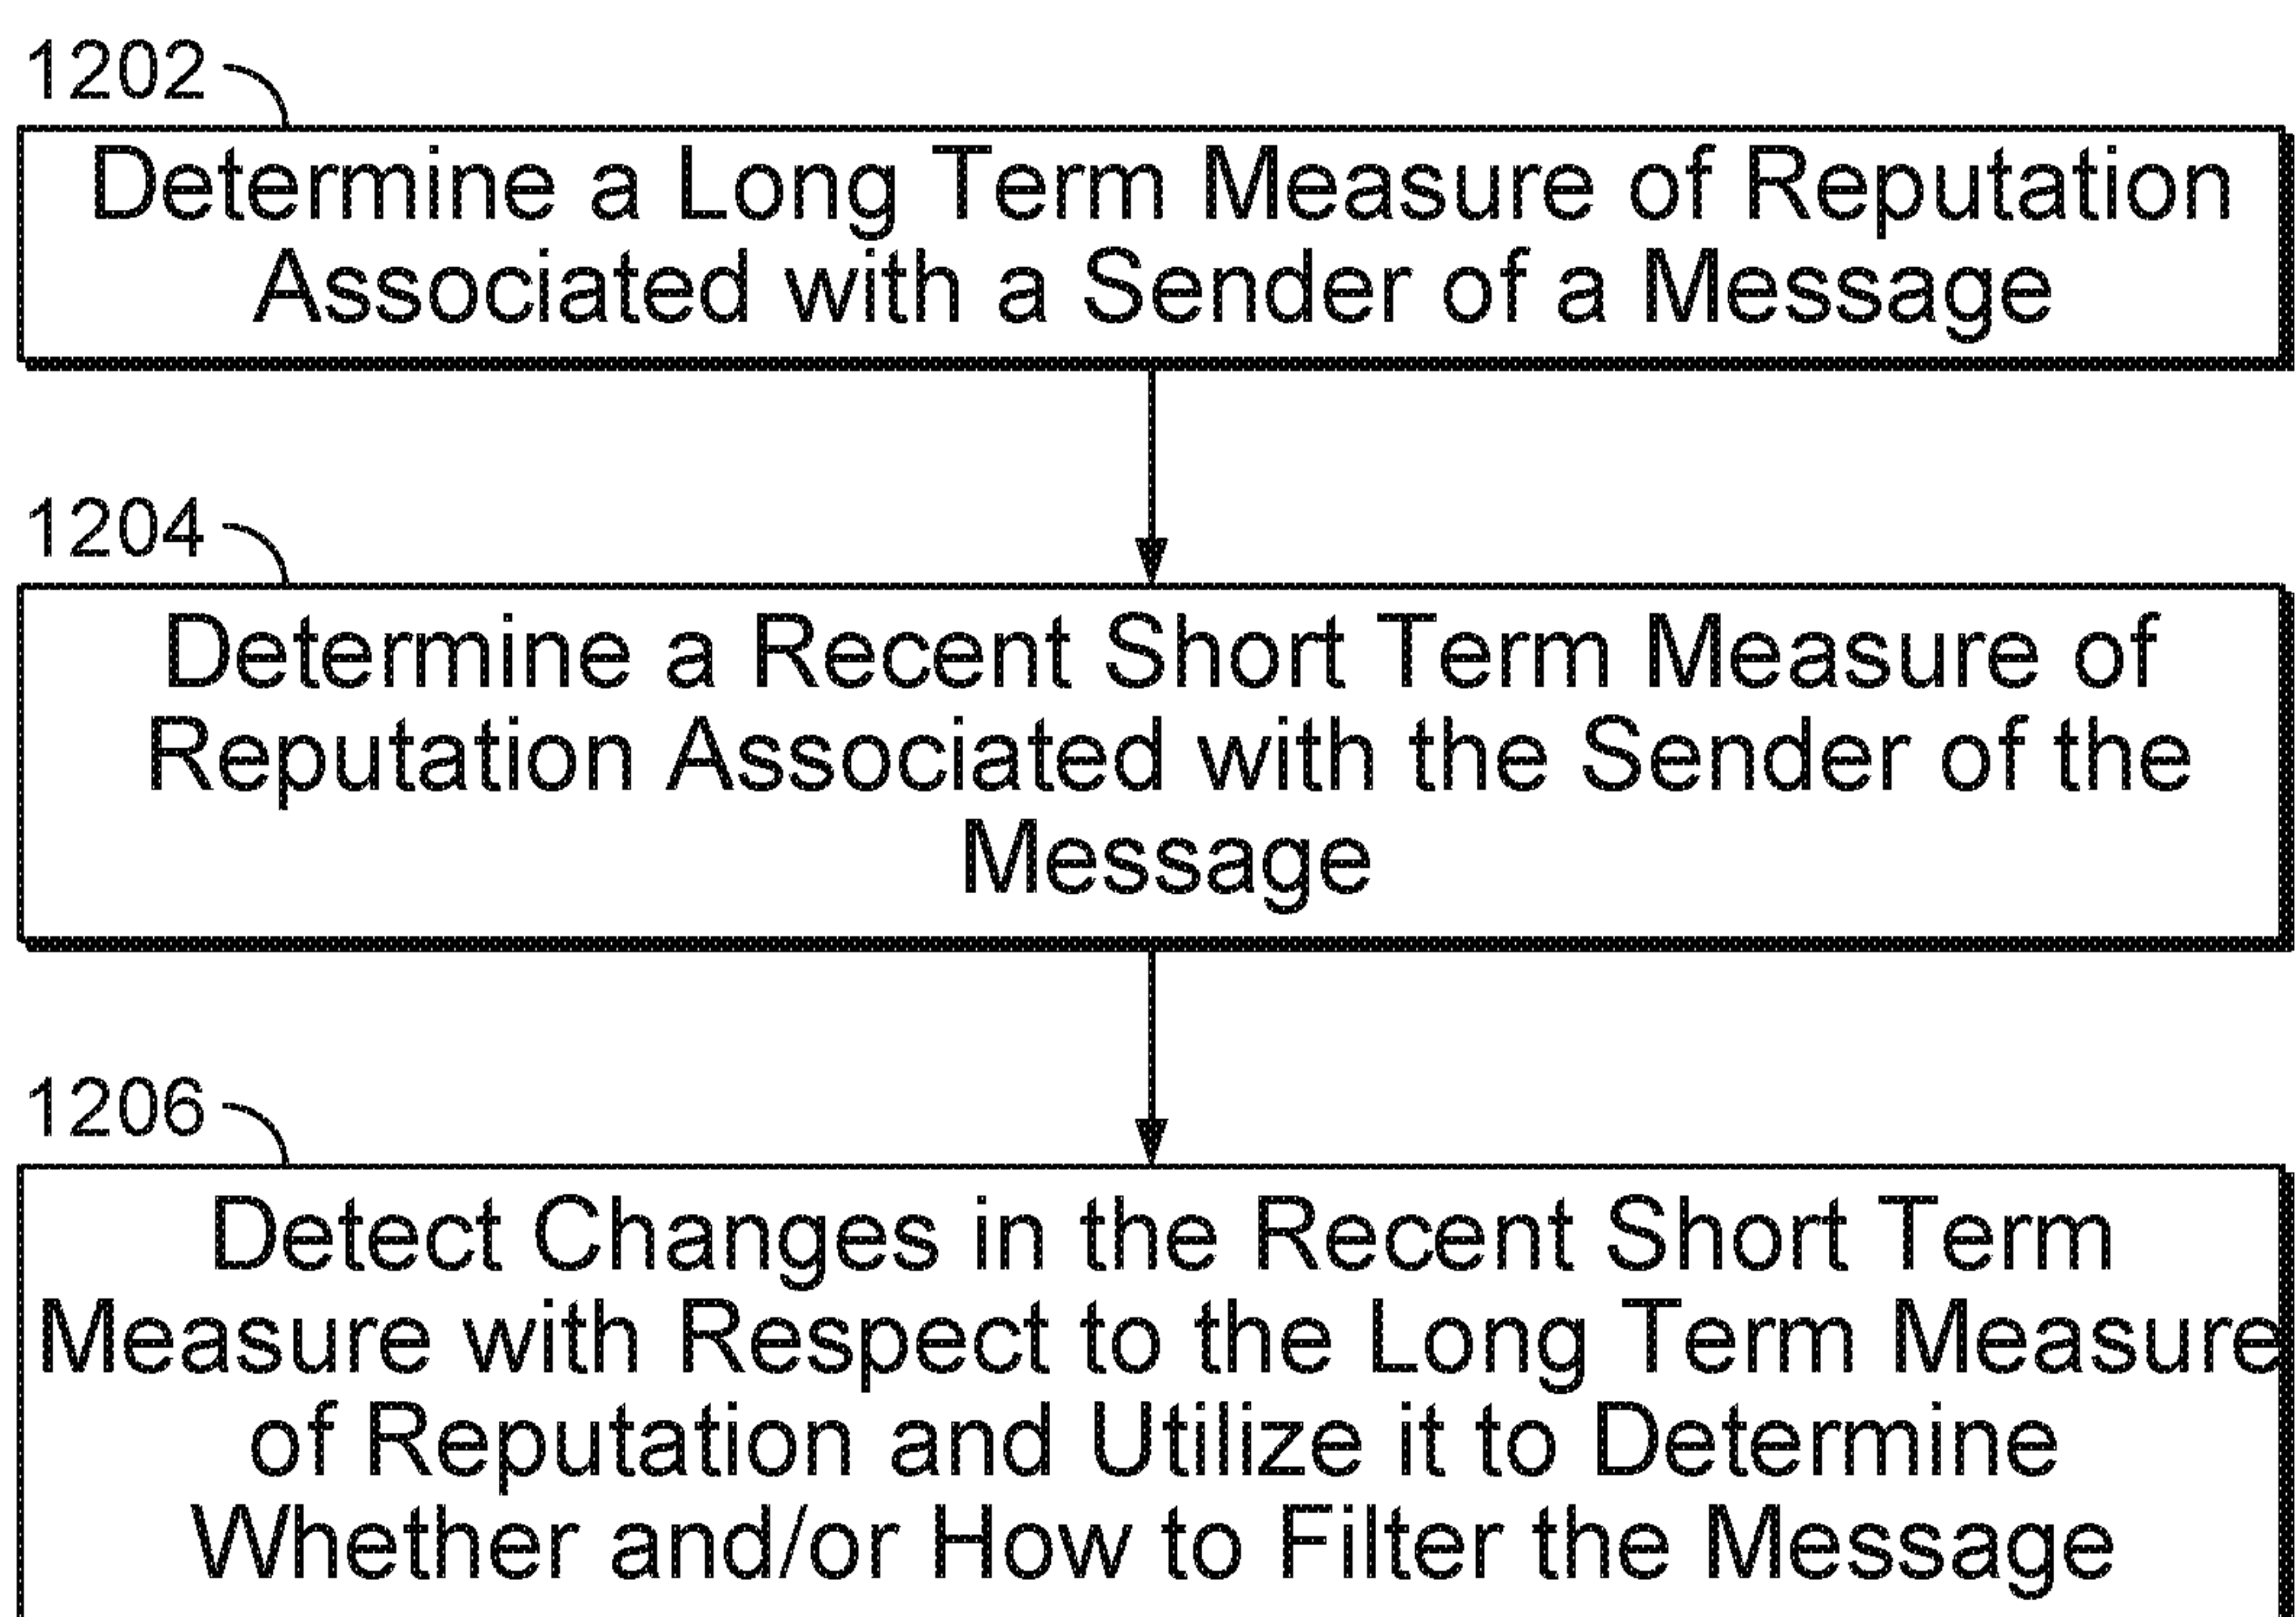 1202
Determine a Long Term Measure of Reputation
Associated with a Sender of a Message
1204
Determine a Recent Short Term Measure of
Reputation Associated with the Sender of the
Message
1206
Detect Changes in the Recent Short Term
Measure with Respect to the Long Term Measure
of Reputation and Utilize it to Determine
Whether and/or How to Filter the Message